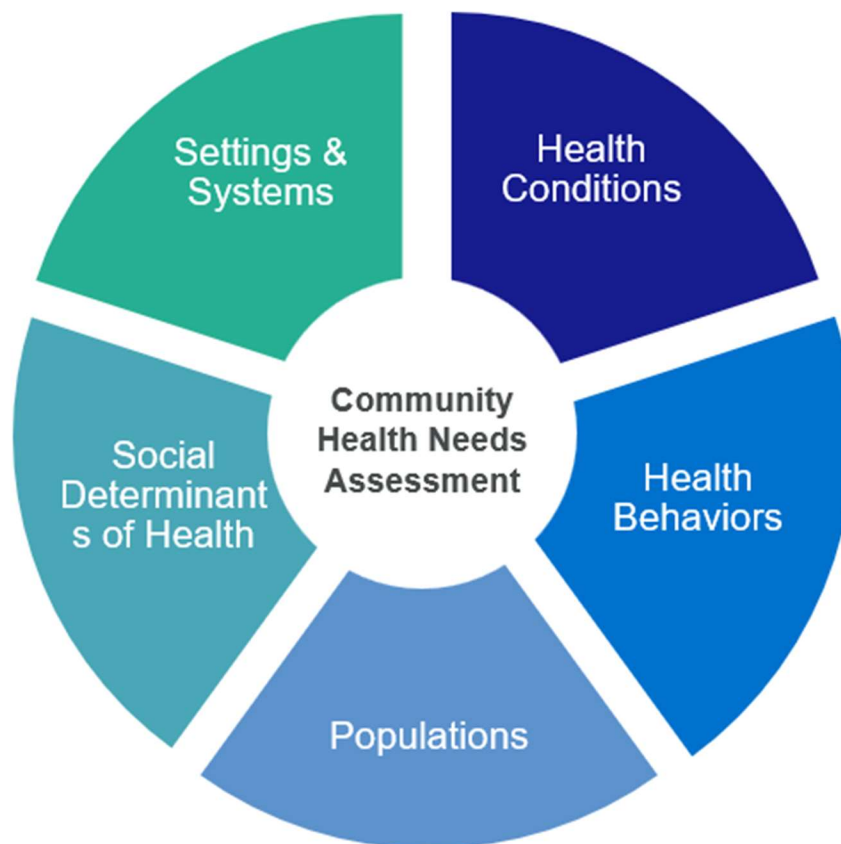 Settings &
Systems
Health
Conditions
Community
Health Needs
Assessment
Social
Determinant
s of Health
Health
Behaviors
Populations